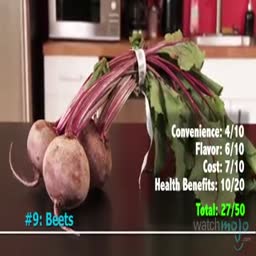 Convenience: 4/10
Flavor: 6/10
Cost: 7/10
Health Benefits: 10/20
Total: 27/50
#9: Beets
watchmojo
.com